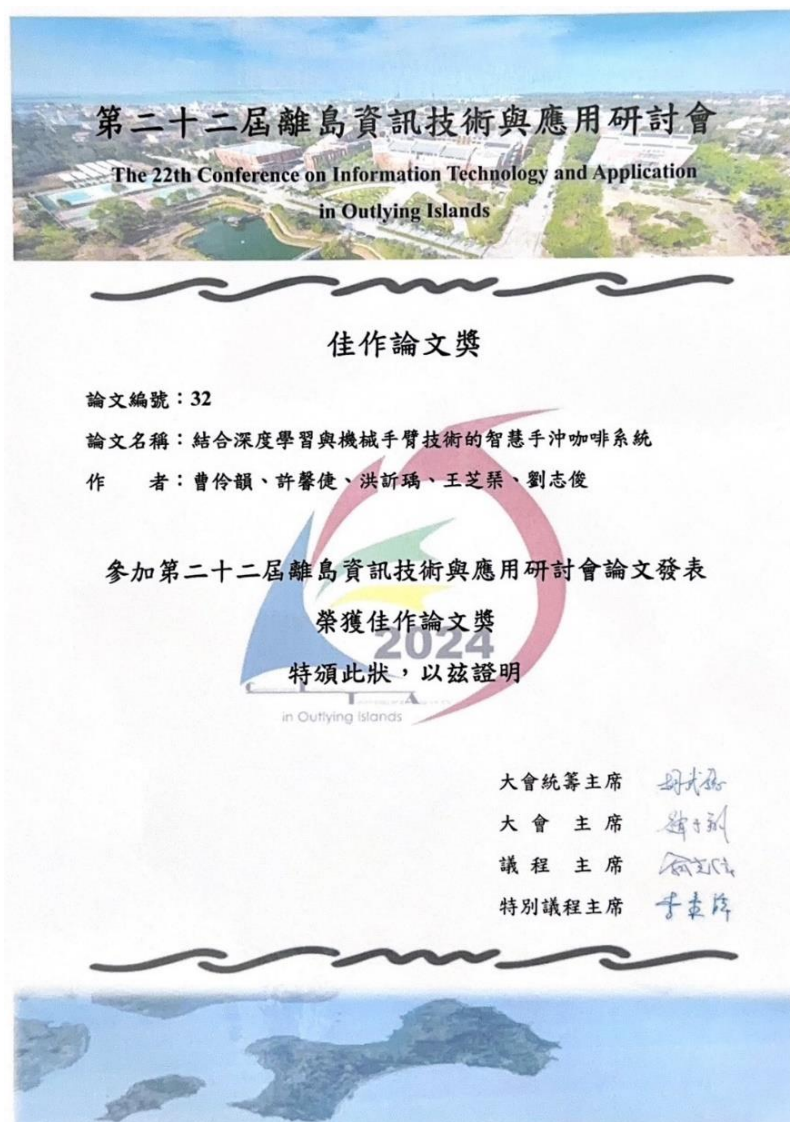 第二十二屆離島資訊技術與應用研討會
The 22th Conference on Information Technology and Application
in Outlying Islands
佳作論文獎
論文編號：32
論文名稱：結合深度學習與機械手臂技術的智慧手沖咖啡系統
作　　者：曹伶韻、許馨倢、洪訢瑀、王芝琹、劉志俊
參加第二十二屆離島資訊技術與應用研討會論文發表
榮獲佳作論文獎
2024
特頒此狀，以茲證明
in Outlying Islands
大會統籌主席
大 會 主 席
議 程 主 席
特別議程主席